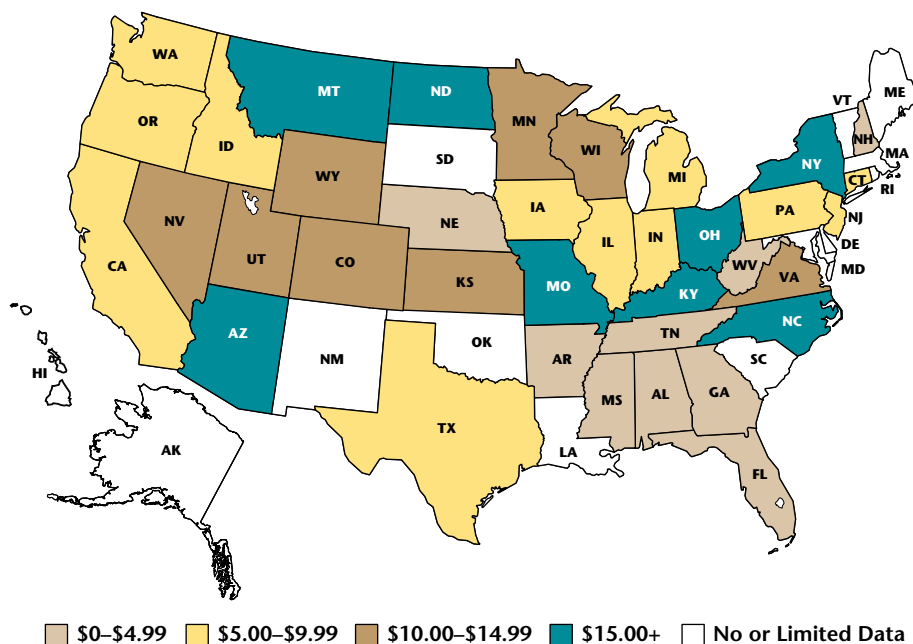 WA
MT
ND
OR
ID
MN
VT
ME
NH
MA
WI
NY
SD
WY
MI
CT
RI
IA
PA
NJ
NE
NV
IL
IN
OH
DE
UT
CO
CA
WV
MD
KS
MO
VA
KY
NC
AZ
TN
OK
NM
AR
SC
HI
MS
AL
GA
TX
AK
LA
FL
$0–$4.99 $5.00–$9.99 $10.00–$14.99 $15.00+ No or Limited Data